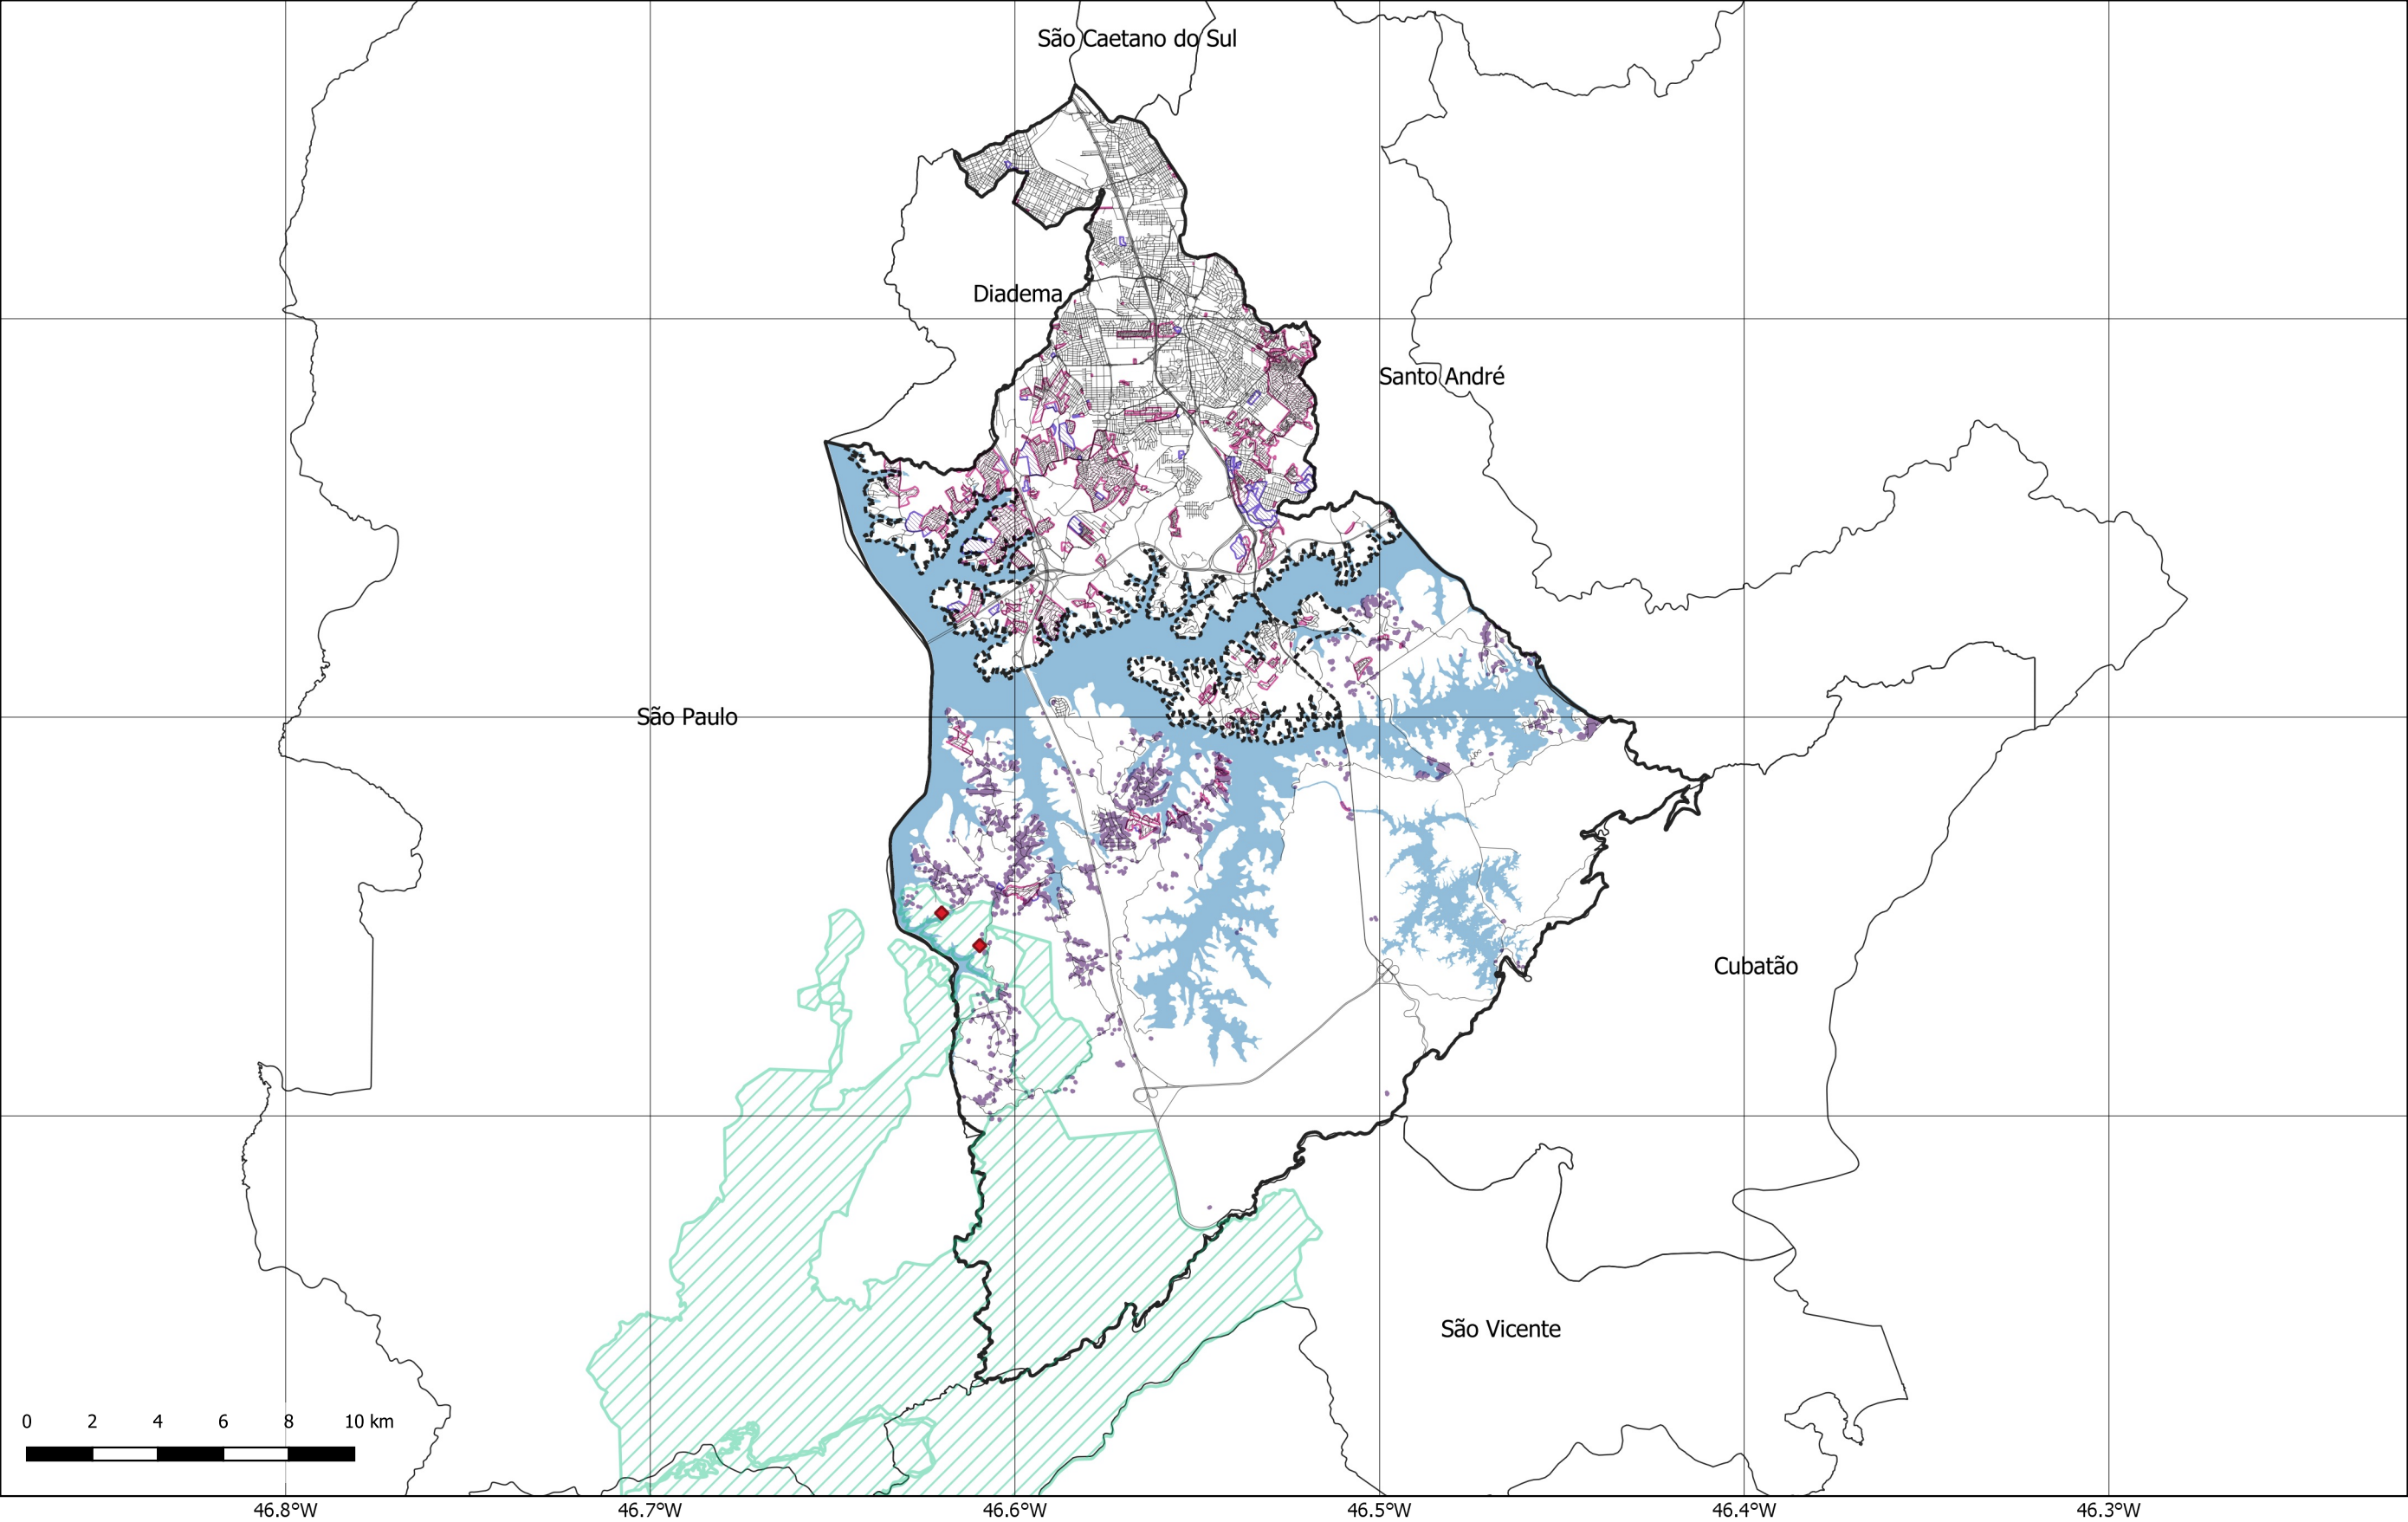 São Caetano do Sul
Diadema
Santo André
São Paulo
Cubatão
São Vicente
0 2 4 6 8 10 km
46.8°W 46.7°W 46.6°W 46.5°W 46.4°W 46.3°W